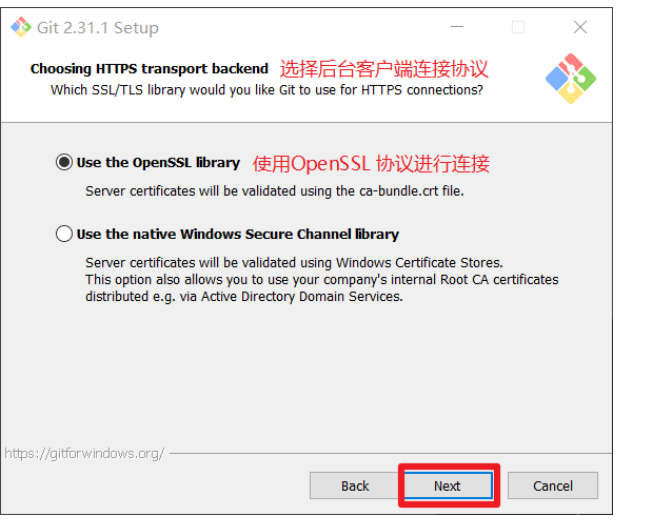 Git 2.31.1 Setup
Choosing HTTPS transport backend 选择后台客户端连接协议
Which SSL/TLS library would you like Git to use for HTTPS connections?
Use the OpenSSL library 使用OpenSSL 协议进行连接
Server certificates will be validated using the ca-bundle.crt file.
Use the native Windows Secure Channel library
Server certificates will be validated using Windows Certificate Stores.
This option also allows you to use your company's internal Root CA certificates
distributed e.g. via Active Directory Domain Services.
https://gitforwindows.org/
Back Next Cancel